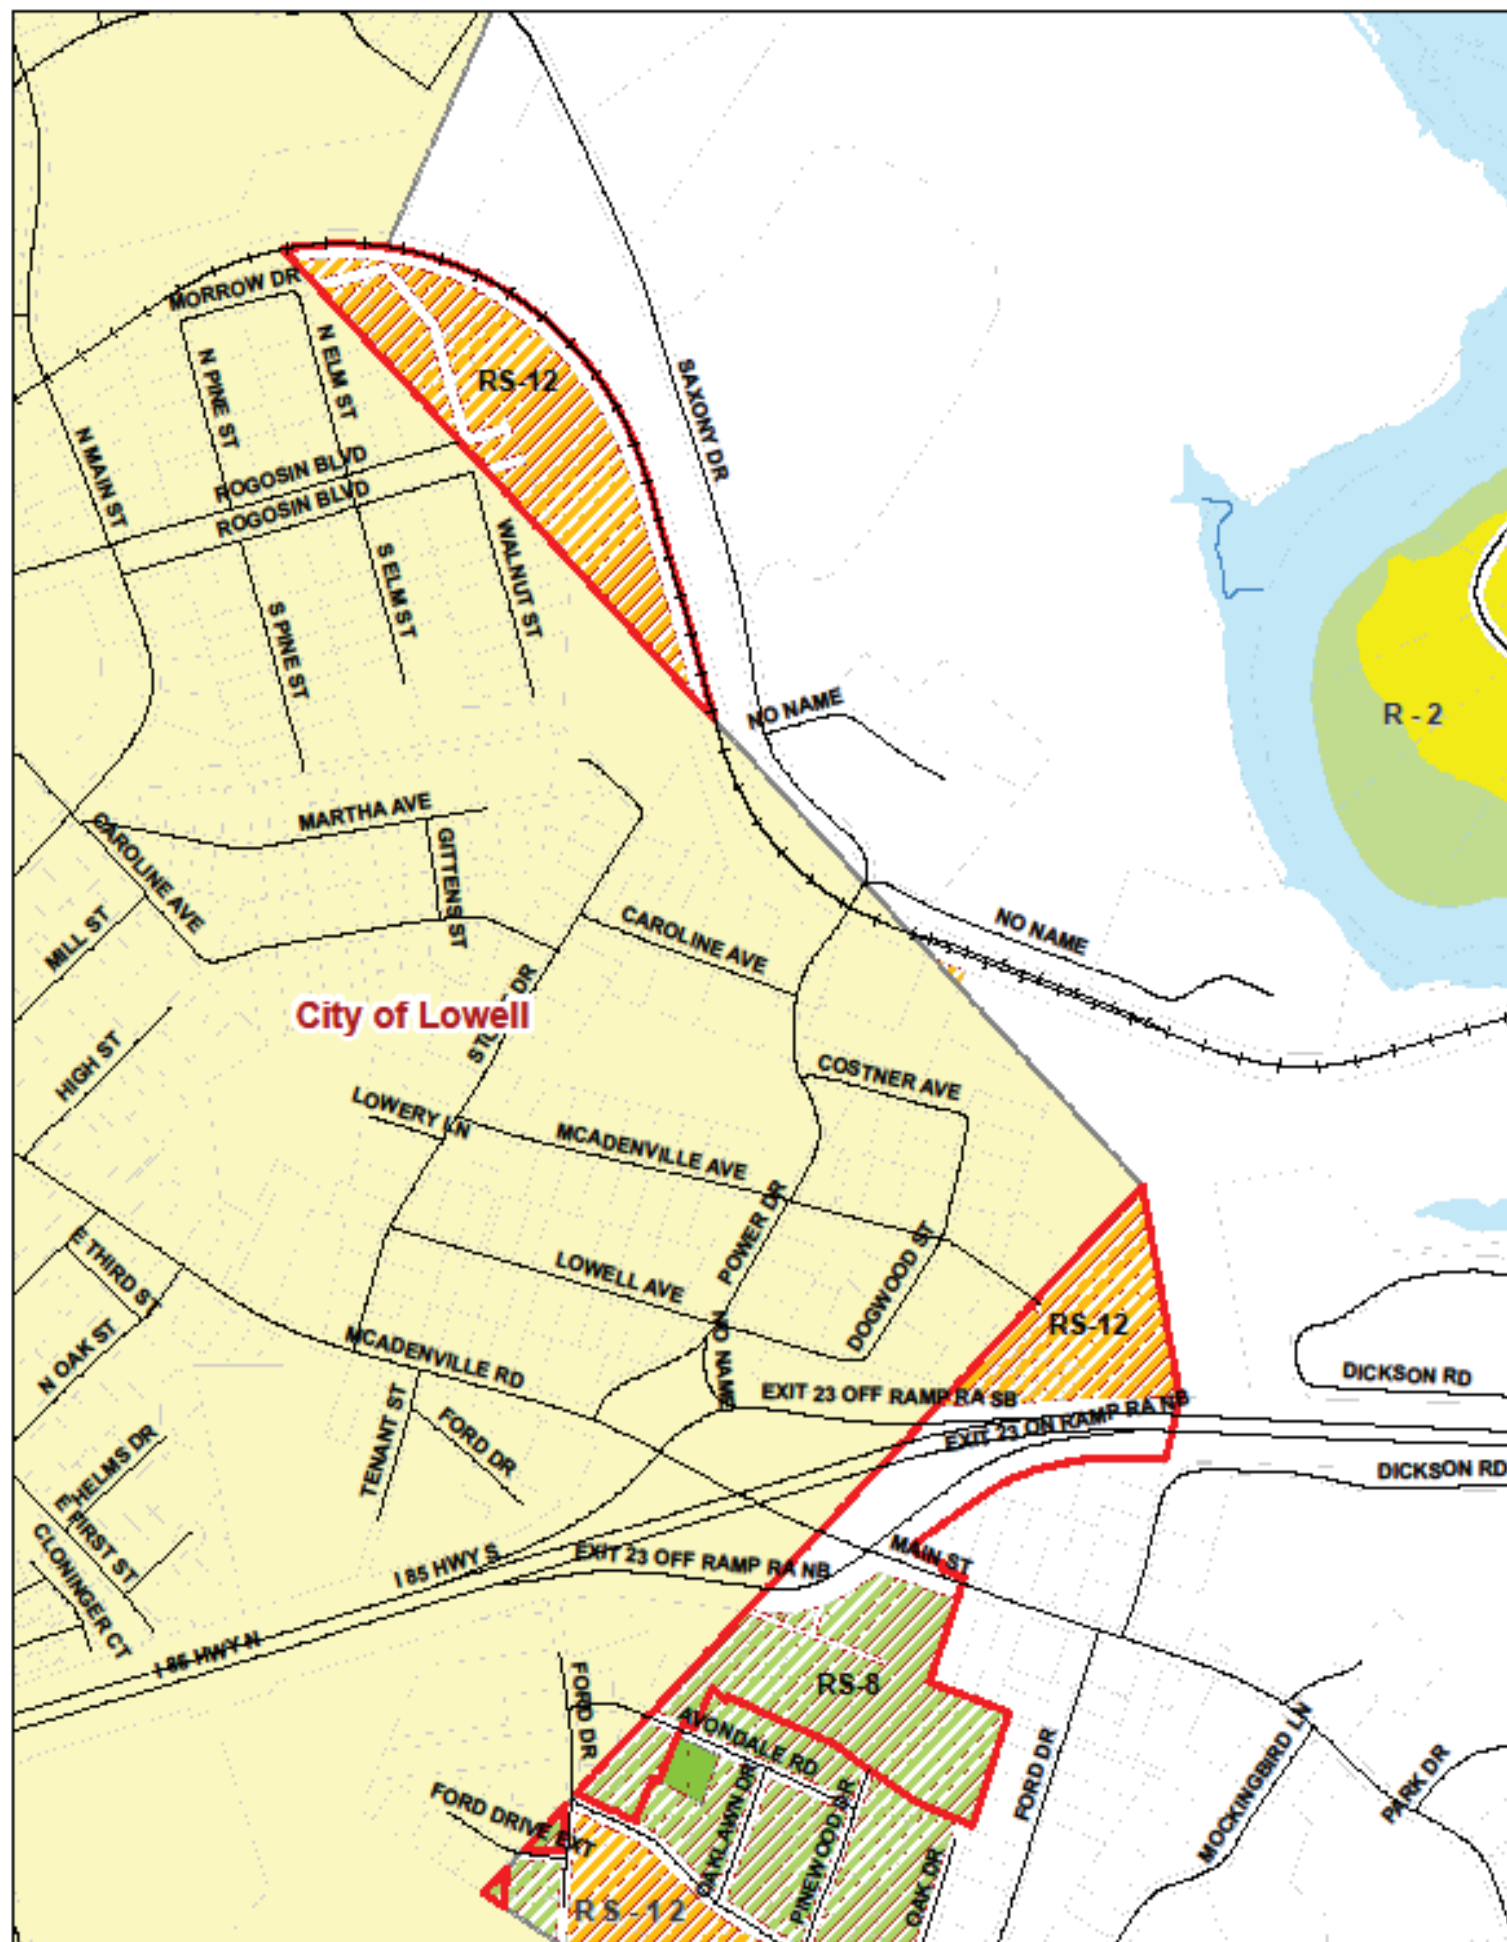 MORROW DR
N PINE ST
N ELM ST
RS-12
SAXONY DR
N MAIN ST
ROGOSIN BLVD
ROGOSIN BLVD
WALNUT ST
S ELM ST
S PINE ST
NO NAME
R - 2
MARTHA AVE
CAROLINE AVE
GITTENS ST
MILL ST
CAROLINE AVE
NO NAME
City of Lowell
DR
HIGH ST
COSTNER AVE
LOWERY LN
MCADENVILLE AVE
POWER DR
E THIRD ST
LOWELL AVE
DOGWOOD ST
RS-12
N OAK ST
MCADENVILLE RD
NO NAME
DICKSON RD
EXIT 23 OFF RAMP RA SB
EXIT 23 ON RAMP RA NB
TENANT ST
FORD DR
DICKSON RD
E HELMS DR
E FIRST ST
CLONINGER CT
I 85 HWY S
EXIT 23 OFF RAMP RA NB
MAIN ST
I 85 HWY N
RS-8
FORD DR
AVONDALE RD
FORD DR
MOCKINGBIRD LN
PARK DR
FORD DRIVE EXT
OAKLAWN DR
PINEWOOD DR
OAK DR
RS-12